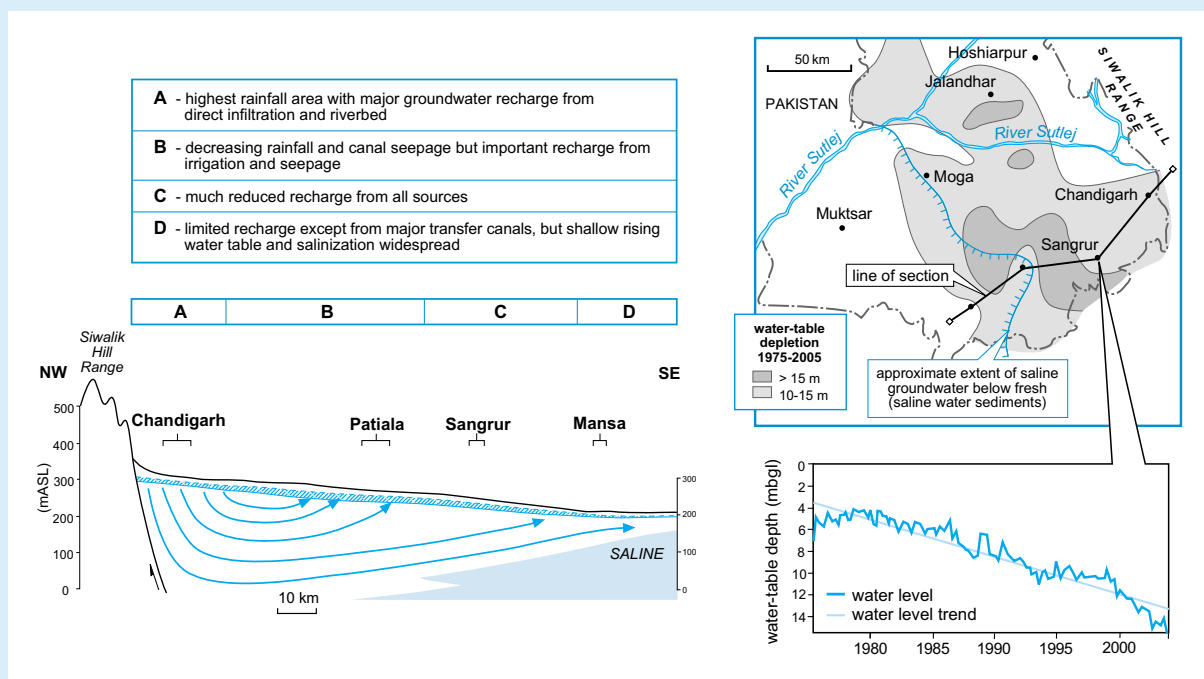 A - highest rainfall area with major groundwater recharge from
direct infiltration and riverbed
B - decreasing rainfall and canal seepage but important recharge from
irrigation and seepage
C - much reduced recharge from all sources
D - limited recharge except from major transfer canals, but shallow rising
water table and salinization widespread
A
B
C
D
Siwalik
Hill
Range
NW
SE
500
400
300
200
100
0
(mASL)
Chandigarh
Patiala
Sangrur
Mansa
300
200
100
0
SALINE
10 km
50 km
Hoshiarpur
SIWALIK HILL
RANGE
Jalandhar
PAKISTAN
River Sutlej
River Sutlej
Moga
Chandigarh
Muktsar
Sangrur
line of section
water-table
depletion
1975-2005
> 15 m
10-15 m
approximate extent of saline
groundwater below fresh
(saline water sediments)
water-table depth (mbgl)
0
2
4
6
8
10
12
14
water level
water level trend
1980
1985
1990
1995
2000